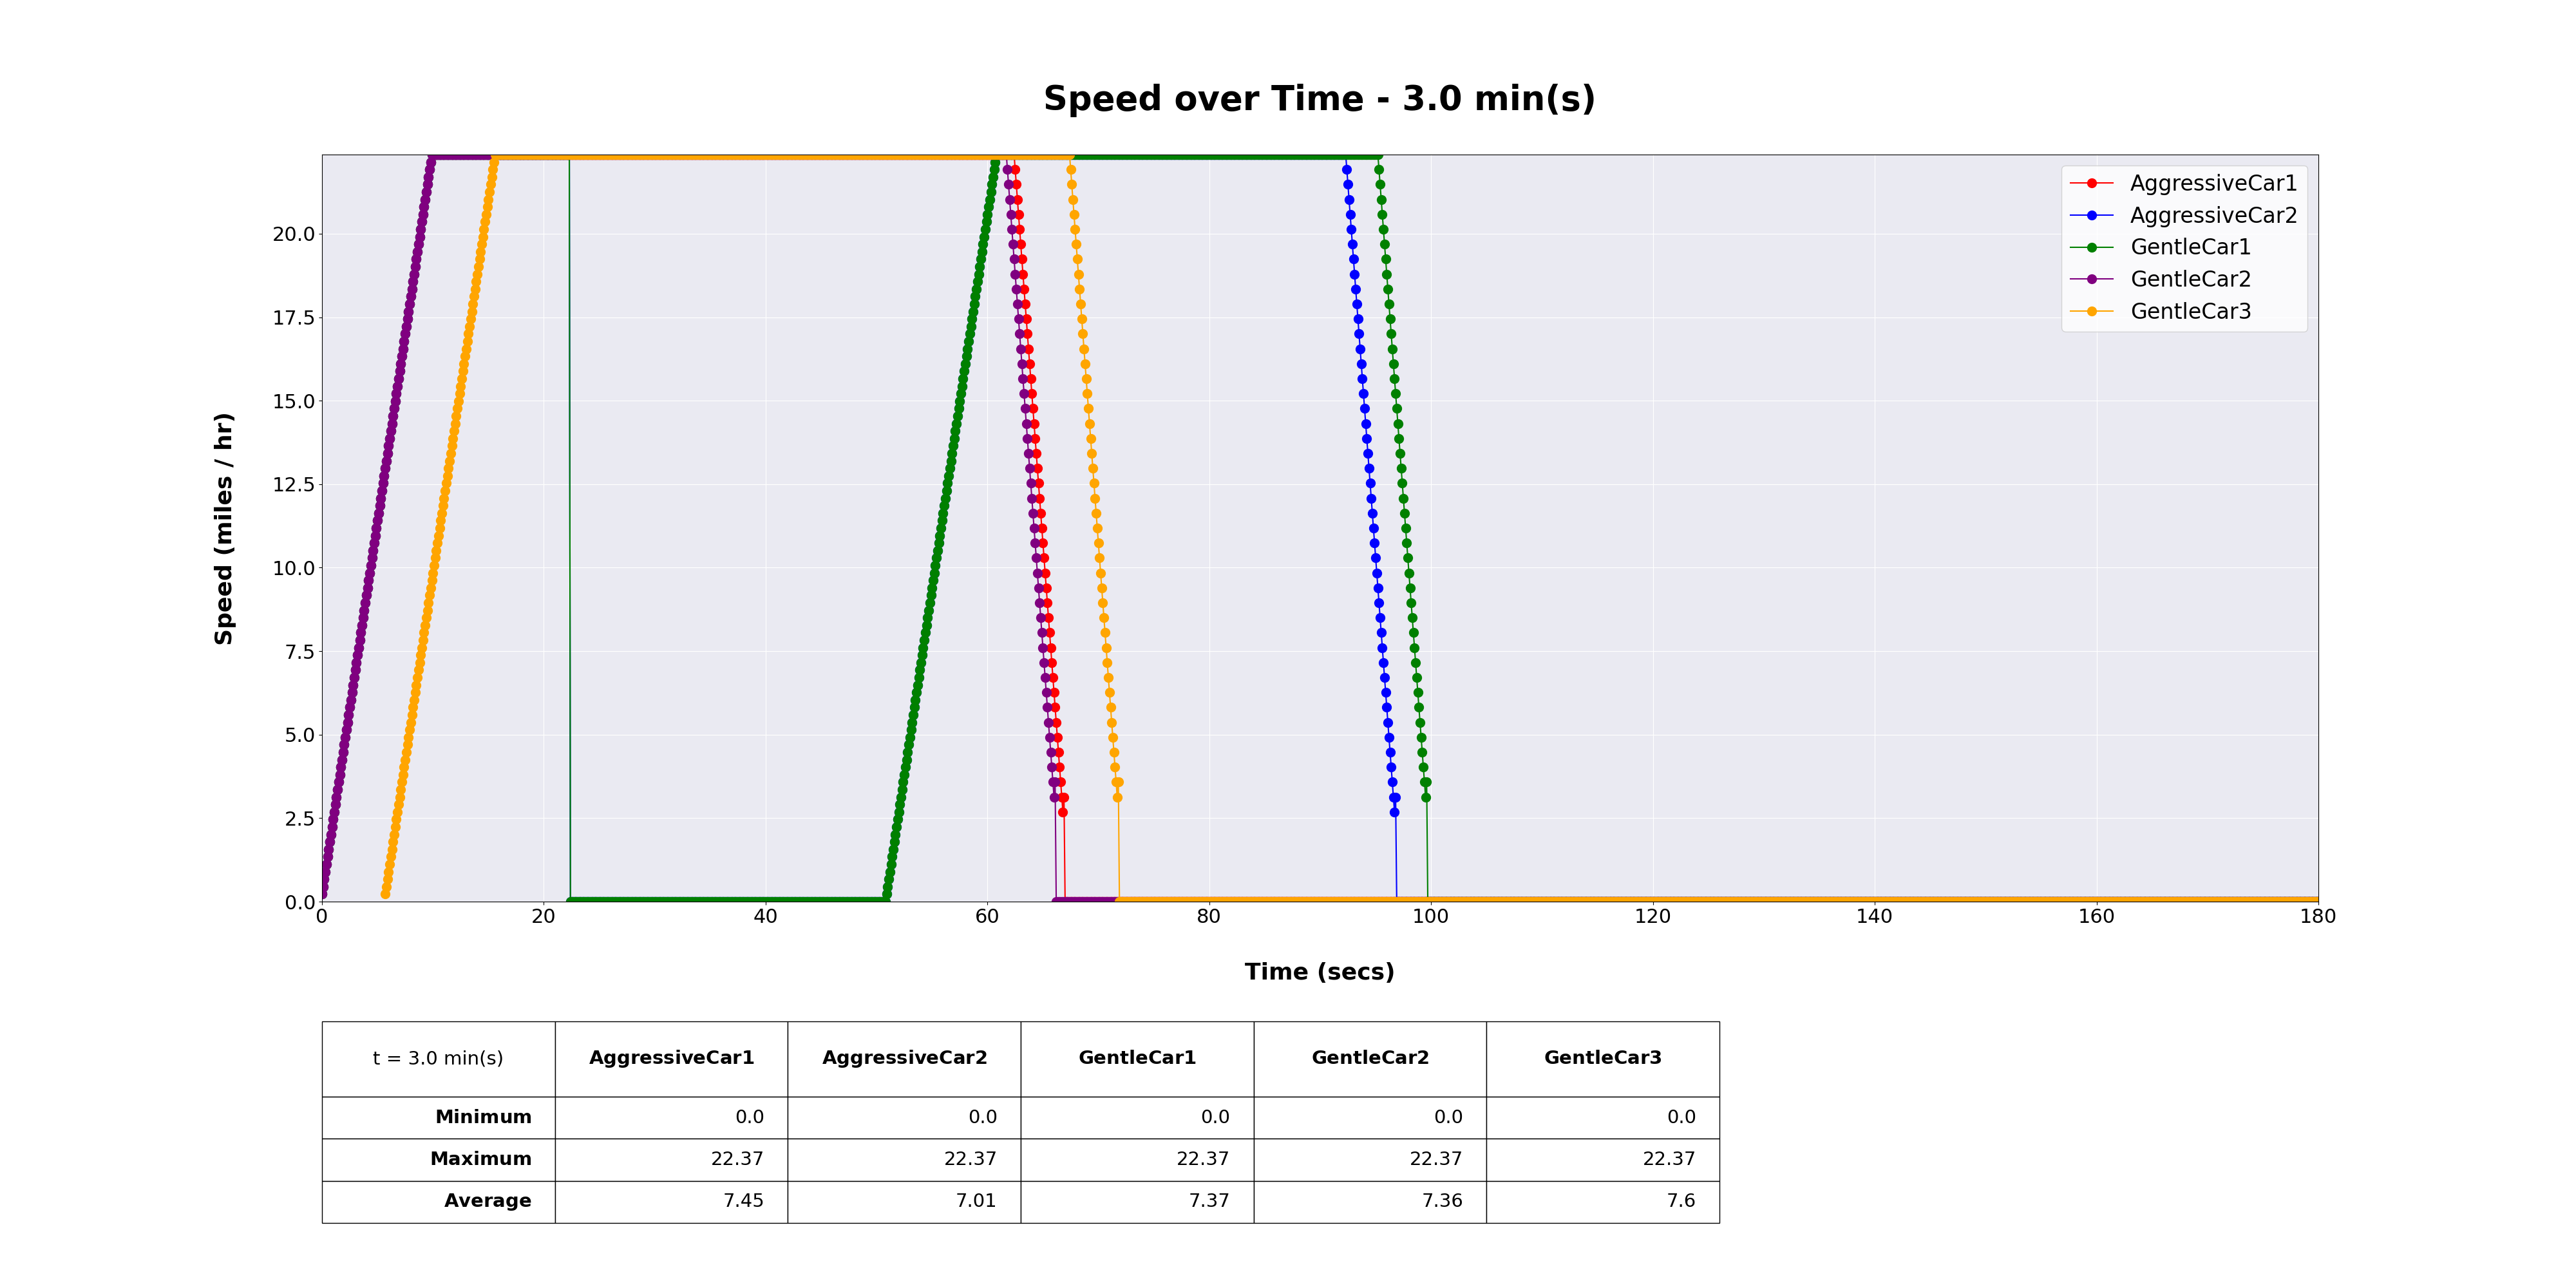 Speed over Time - 3.0 min(s)
Speed (miles / hr)
20.0
17.5
15.0
12.5
10.0
7.5
5.0
2.5
0.0
0 20 40 60 80 100 120 140 160 180
Time (secs)
AggressiveCar1
AggressiveCar2
GentleCar1
GentleCar2
GentleCar3
t = 3.0 min(s) AggressiveCar1 AggressiveCar2 GentleCar1 GentleCar2 GentleCar3
Minimum 0.0 0.0 0.0 0.0 0.0
Maximum 22.37 22.37 22.37 22.37 22.37
Average 7.45 7.01 7.37 7.36 7.6